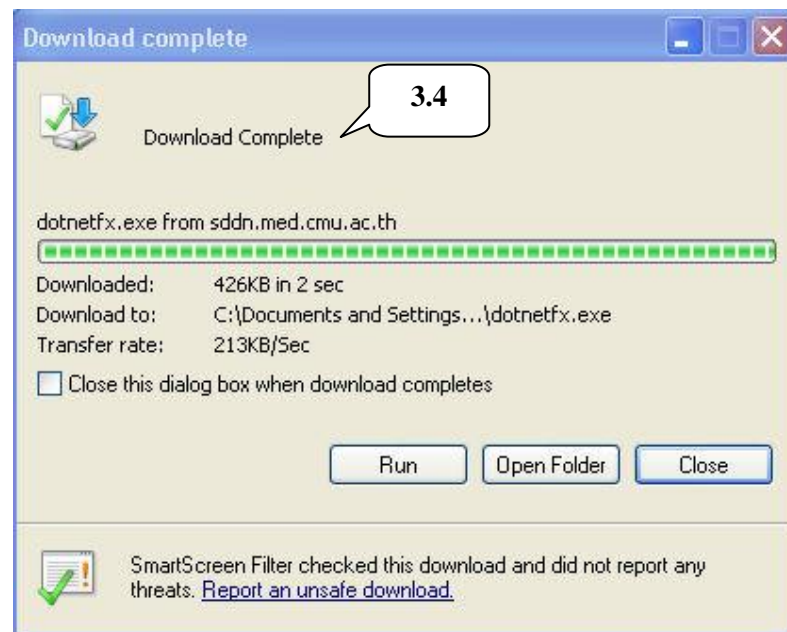 Download complete
3.4
Download Complete
dotnetfx.exe from sddn.med.cmu.ac.th
Downloaded: 426KB in 2 sec
Download to: C:\Documents and Settings...\dotnetfx.exe
Transfer rate: 213KB/Sec
Close this dialog box when download completes
Run Open Folder Close
SmartScreen Filter checked this download and did not report any
threats. Report an unsafe download.